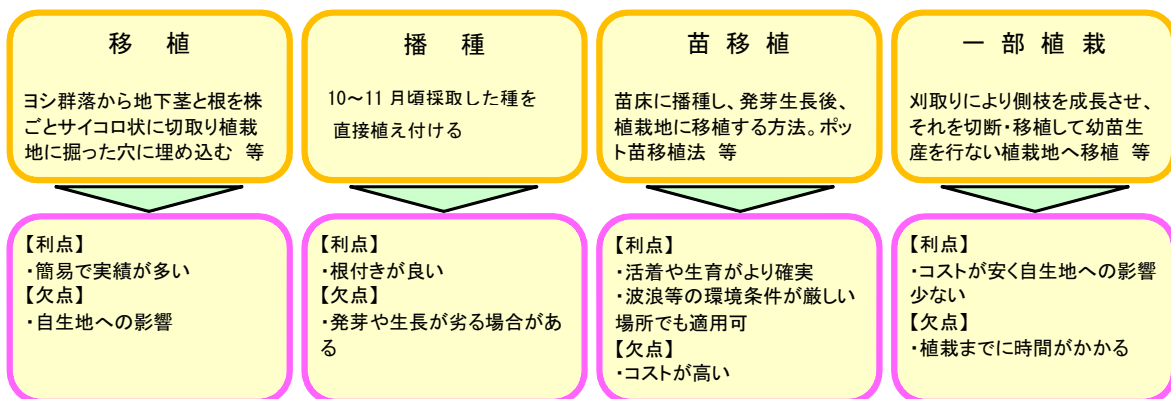 移 植
ヨシ群落から地下茎と根を株
ごとサイコロ状に切取り植栽
地に掘った穴に埋め込む 等
播 種
10～11 月頃採取した種を
直接植え付ける
苗 移 植
苗床に播種し、発芽生長後、
植栽地に移植する方法。ポッ
ト苗移植法 等
一 部 植 栽
刈取りにより側枝を成長させ、
それを切断・移植して幼苗生
産を行ない植栽地へ移植 等
【利点】
・簡易で実績が多い
【欠点】
・自生地への影響
【利点】
・根付きが良い
【欠点】
・発芽や生長が劣る場合があ
る
【利点】
・活着や生育がより確実
・波浪等の環境条件が厳しい
場所でも適用可
【欠点】
・コストが高い
【利点】
・コストが安く自生地への影響
少ない
【欠点】
・植栽までに時間がかかる